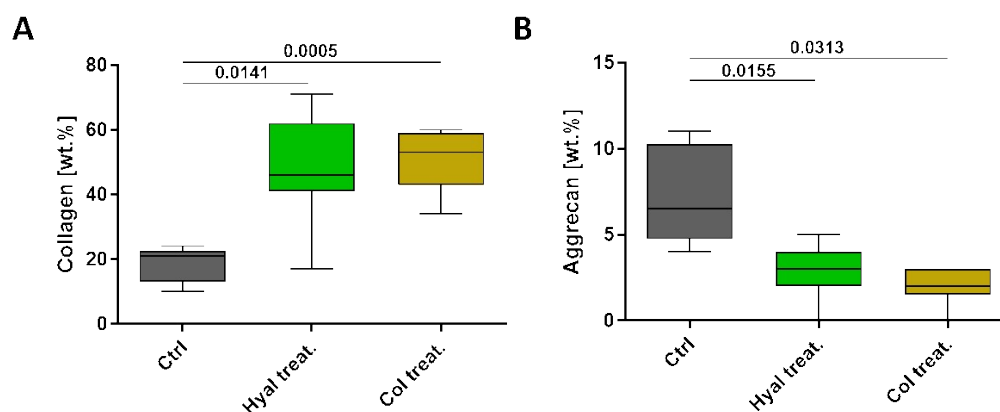 A
0.0005
0.0141
Collagen [wt.%]
80
60
40
20
0
Ctrl
Hyal treat.
Col treat.
B
0.0313
0.0155
Aggrecan [wt.%]
15
10
5
0
Ctrl
Hyal treat.
Col treat.